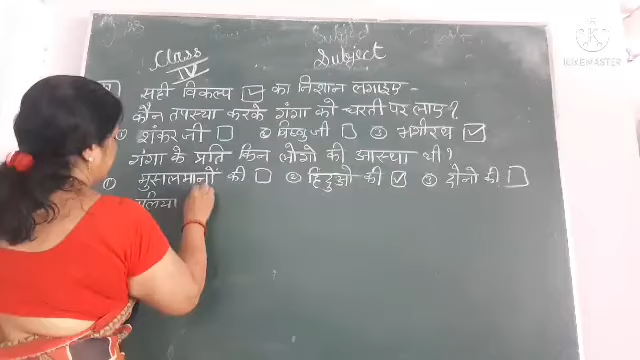 Class Subject
IV
सही विकल्प ☑ का निशान लगाइए-
कौन तपस्या करके गंगा को धरती पर लाए?
① शंकर जी ☐ ② विष्णु जी ☐ ③ भगीरथ ☑
गंगा के प्रति किन लोगो की आस्था थी?
① मुसलमानों की ☐ ② हिंदुओ की ☑ ③ दोनो की ☐
KINEMASTER